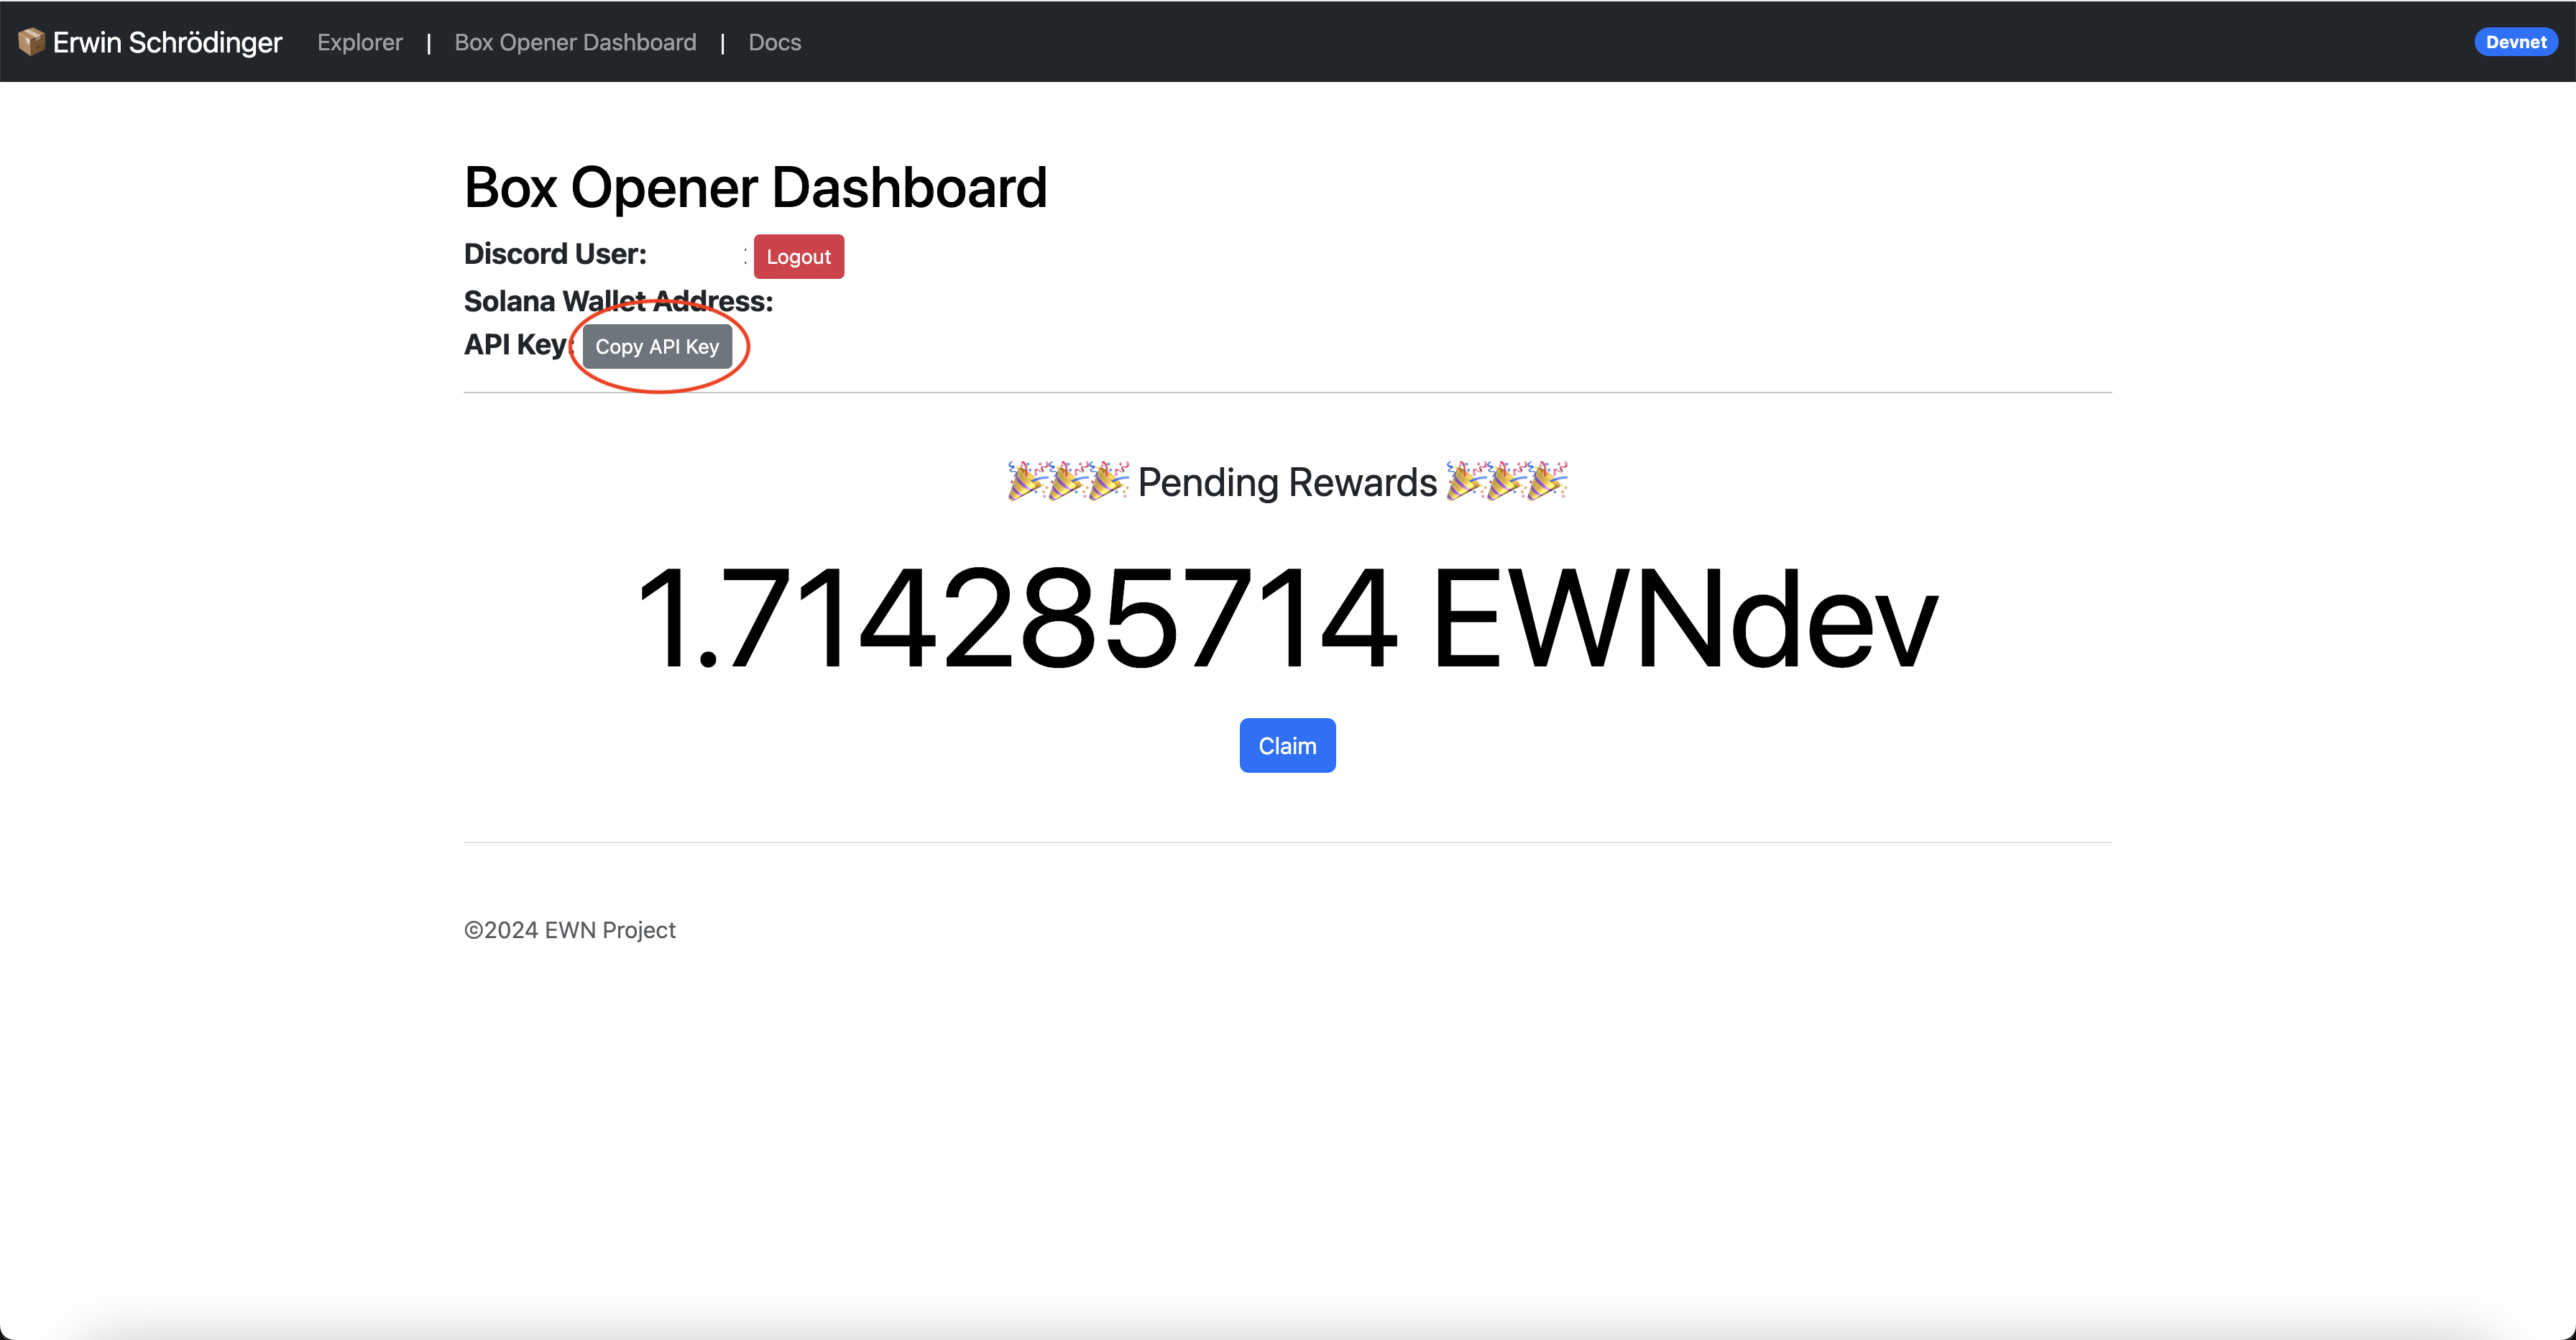 📦 Erwin Schrödinger Explorer | Box Opener Dashboard | Docs Devnet
Box Opener Dashboard
Discord User: Logout
Solana Wallet Address:
API Key: Copy API Key
🎉🎉🎉 Pending Rewards 🎉🎉🎉
1.714285714 EWNdev
Claim
©2024 EWN Project